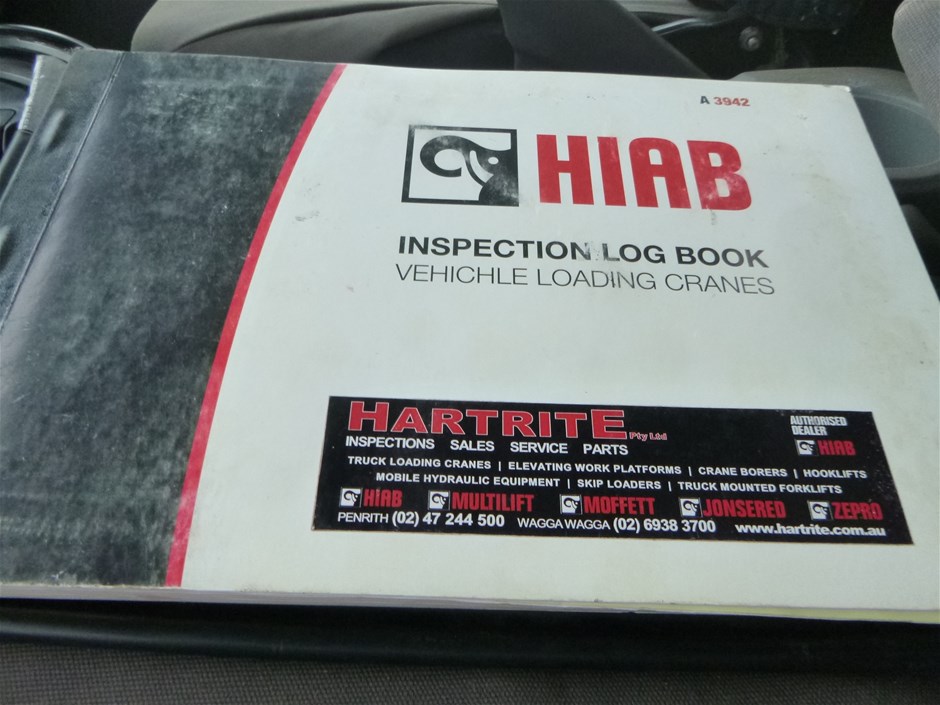 A 3942
HIAB
INSPECTION LOG BOOK
VEHICHLE LOADING CRANES
HARTRITE Pty Ltd
INSPECTIONS SALES SERVICE PARTS
AUTHORISED
DEALER
HIAB
TRUCK LOADING CRANES | ELEVATING WORK PLATFORMS | CRANE BORERS | HOOKLIFTS
MOBILE HYDRAULIC EQUIPMENT | SKIP LOADERS | TRUCK MOUNTED FORKLIFTS
HIAB MULTILIFT MOFFETT JONSERED ZEPRO
PENRITH (02) 47 244 500 WAGGA WAGGA (02) 6938 3700 www.hartrite.com.au